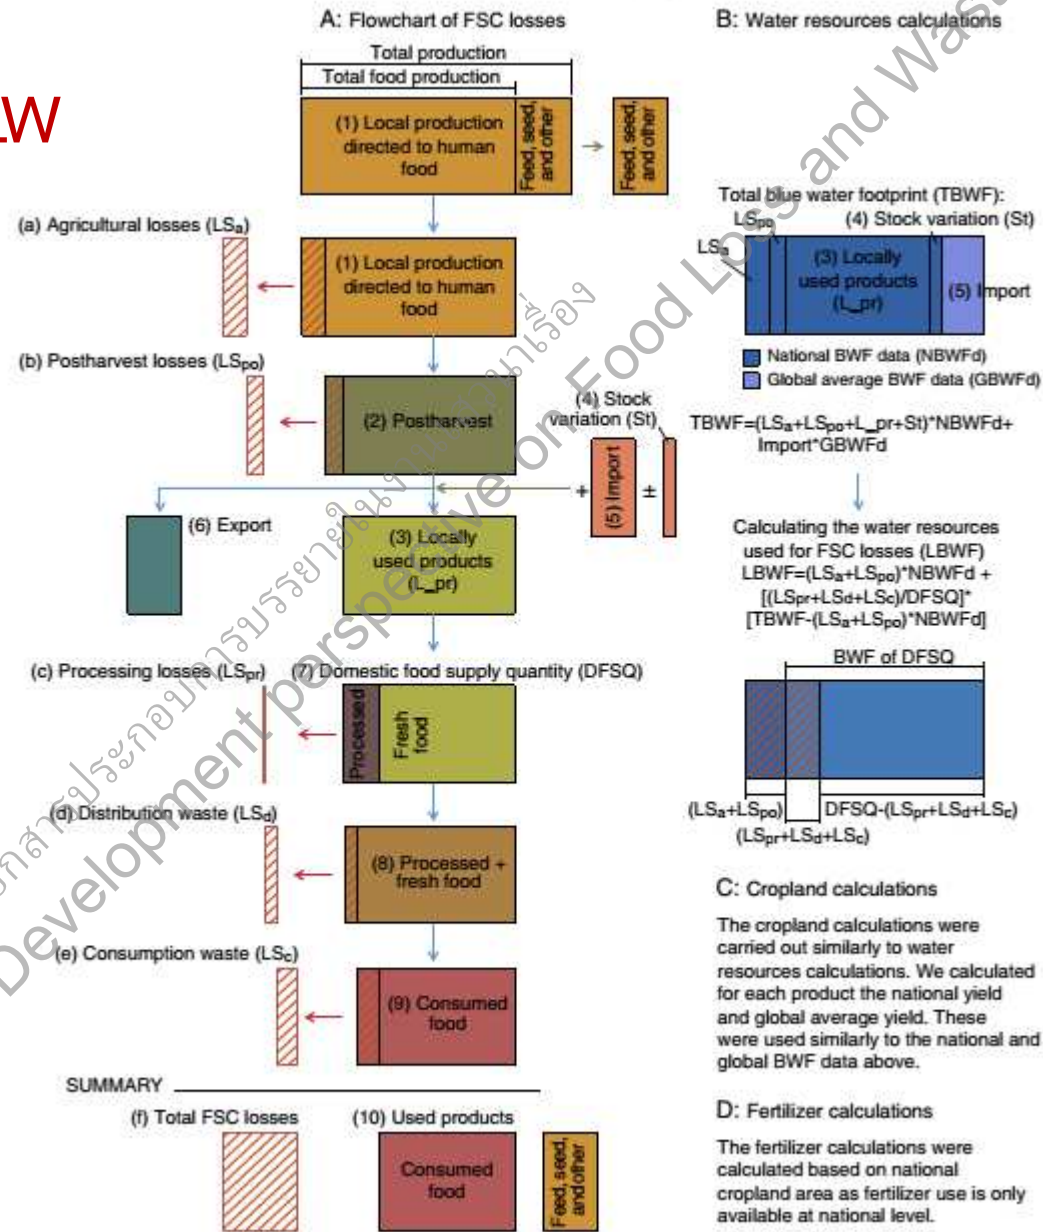 LW
A: Flowchart of FSC losses
Total production
Total food production
(1) Local production
directed to human
food
Feed, seed,
and other
Feed, seed,
and other
(a) Agricultural losses (LSa)
(1) Local production
directed to human
food
(b) Postharvest losses (LSpo)
(2) Postharvest
(4) Stock
variation (St)
+
(5) Import
±
(6) Export
(3) Locally
used products
(L_pr)
(c) Processing losses (LSpr)
(7) Domestic food supply quantity (DFSQ)
Processed
Fresh
food
(d) Distribution waste (LSd)
(8) Processed +
fresh food
(e) Consumption waste (LSc)
(9) Consumed
food
SUMMARY
(f) Total FSC losses
(10) Used products
Consumed
food
Feed, seed,
and other
B: Water resources calculations
Total blue water footprint (TBWF):
LSpo
(4) Stock variation (St)
LSa
(3) Locally
used products
(L_pr)
(5) Import
National BWF data (NBWFd)
Global average BWF data (GBWFd)
TBWF=(LSa+LSpo+L_pr+St)*NBWFd+
Import*GBWFd
Calculating the water resources
used for FSC losses (LBWF)
LBWF=(LSa+LSpo)*NBWFd +
[(LSpr+LSd+LSc)/DFSQ]*
[TBWF-(LSa+LSpo)*NBWFd]
BWF of DFSQ
(LSa+LSpo)
DFSQ-(LSpr+LSd+LSc)
(LSpr+LSd+LSc)
C: Cropland calculations
The cropland calculations were
carried out similarly to water
resources calculations. We calculated
for each product the national yield
and global average yield. These
were used similarly to the national and
global BWF data above.
D: Fertilizer calculations
The fertilizer calculations were
calculated based on national
cropland area as fertilizer use is only
available at national level.
Development perspective on Food Loss and